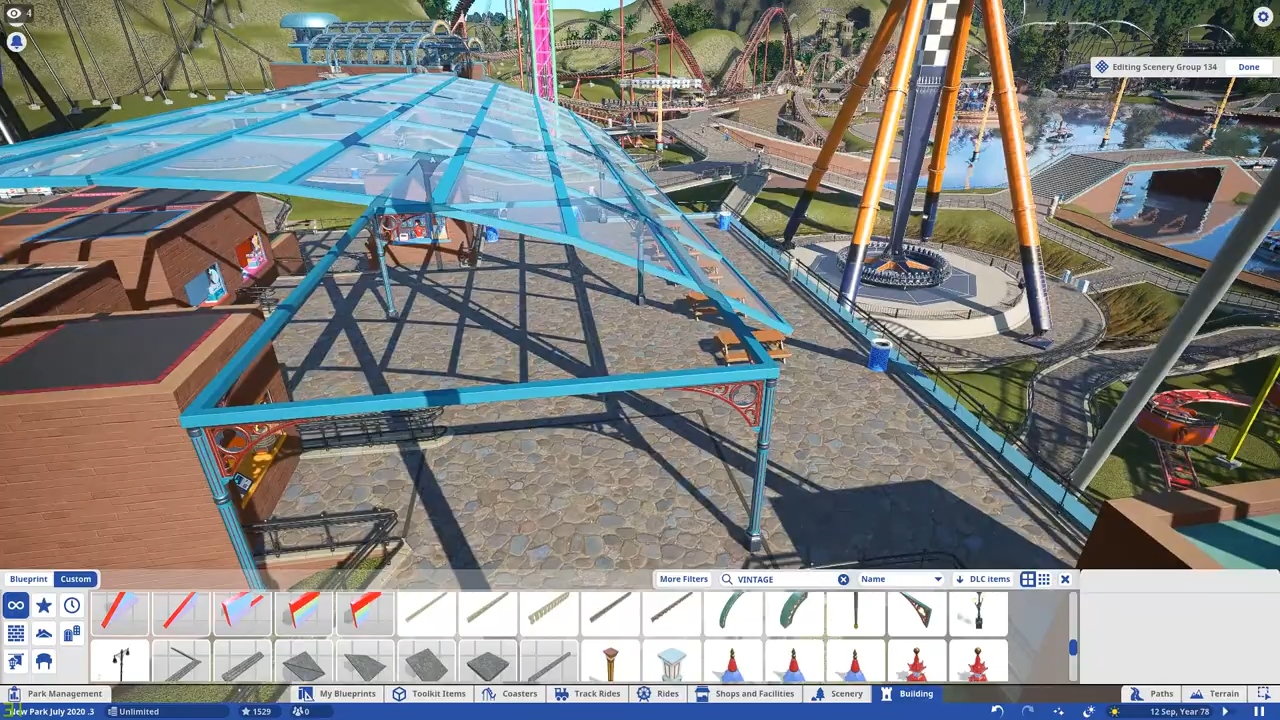 4
Editing Scenery Group 134 Done
Blueprint Custom More Filters VINTAGE Name DLC items
Park Management My Blueprints Toolkit Items Coasters Track Rides Rides Shops and Facilities Scenery Building Paths Terrain
New Park July 2020 .3 Unlimited 1529 0 12 Sep, Year 78